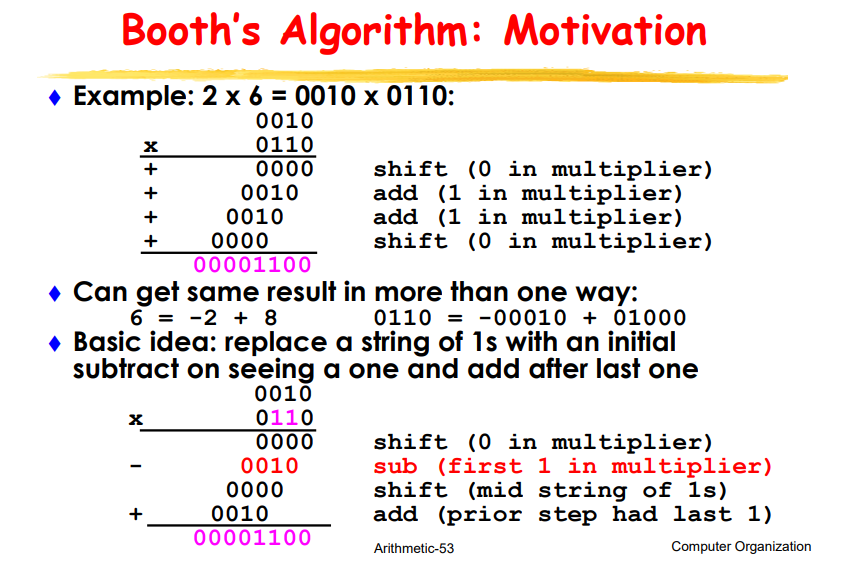 Booth's Algorithm: Motivation
♦ Example: 2 x 6 = 0010 x 0110:
0010
x 0110
+ 0000 shift (0 in multiplier)
+ 0010 add (1 in multiplier)
+ 0010 add (1 in multiplier)
+ 0000 shift (0 in multiplier)
00001100
♦ Can get same result in more than one way:
6 = -2 + 8 0110 = -00010 + 01000
♦ Basic idea: replace a string of 1s with an initial
subtract on seeing a one and add after last one
0010
x 0110
0000 shift (0 in multiplier)
- 0010 sub (first 1 in multiplier)
0000 shift (mid string of 1s)
+ 0010 add (prior step had last 1)
00001100
Arithmetic-53 Computer Organization